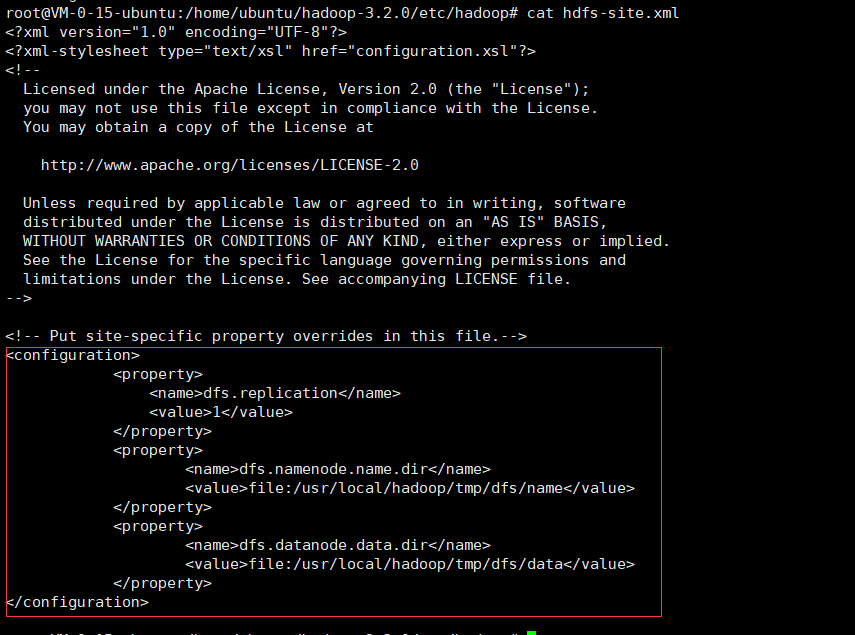 root@VM-0-15-ubuntu:/home/ubuntu/hadoop-3.2.0/etc/hadoop# cat hdfs-site.xml
<?xml version="1.0" encoding="UTF-8"?>
<?xml-stylesheet type="text/xsl" href="configuration.xsl"?>
<!--
  Licensed under the Apache License, Version 2.0 (the "License");
  you may not use this file except in compliance with the License.
  You may obtain a copy of the License at

    http://www.apache.org/licenses/LICENSE-2.0

  Unless required by applicable law or agreed to in writing, software
  distributed under the License is distributed on an "AS IS" BASIS,
  WITHOUT WARRANTIES OR CONDITIONS OF ANY KIND, either express or implied.
  See the License for the specific language governing permissions and
  limitations under the License. See accompanying LICENSE file.
-->

<!-- Put site-specific property overrides in this file.-->
<configuration>
            <property>
                <name>dfs.replication</name>
                <value>1</value>
            </property>
            <property>
                    <name>dfs.namenode.name.dir</name>
                    <value>file:/usr/local/hadoop/tmp/dfs/name</value>
            </property>
            <property>
                    <name>dfs.datanode.data.dir</name>
                    <value>file:/usr/local/hadoop/tmp/dfs/data</value>
            </property>
</configuration>